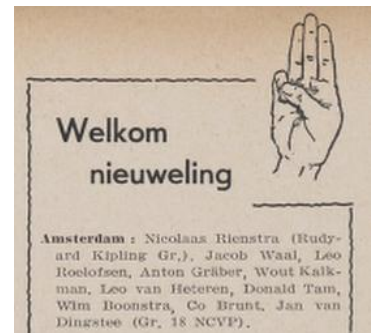 Welkom
nieuweling
Amsterdam: Nicolaas Rienstra (Rudy-
ard Kipling Gr.), Jacob Waal, Leo
Roelofsen, Anton Gräber, Wout Kalk-
man, Leo van Heteren, Donald Tam,
Wim Boonstra, Co Brunt, Jan van
Dingstee (Gr. 18 NCVP).